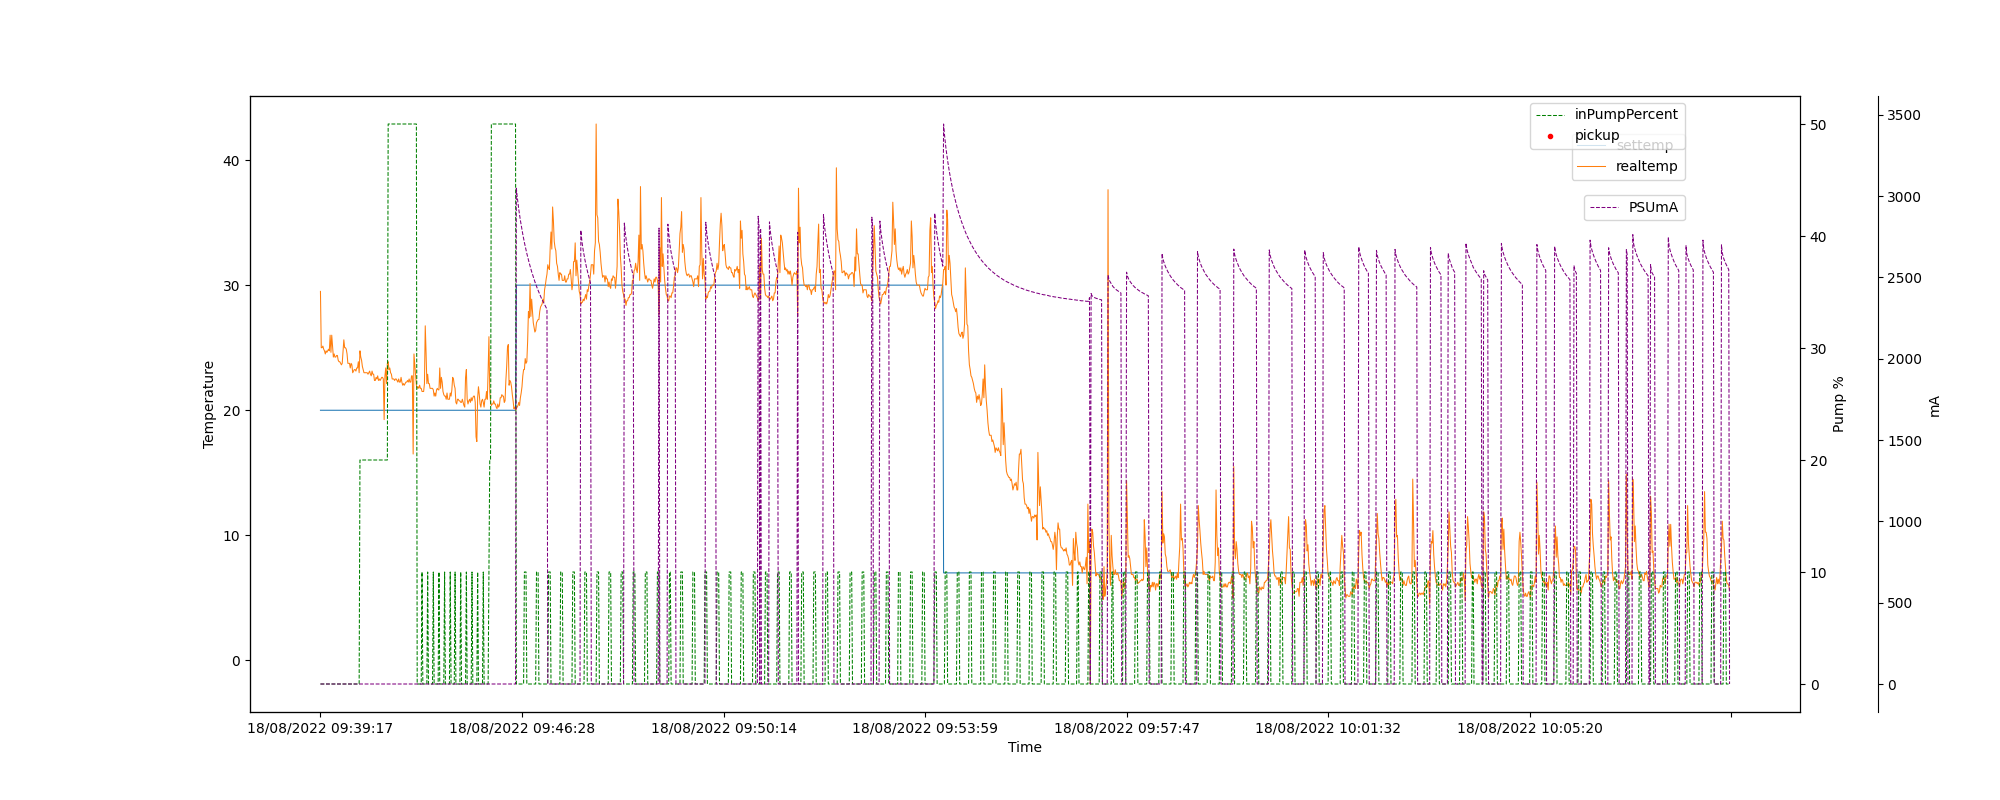 inPumpPercent
pickup
settemp
realtemp
PSUmA
Temperature
40
30
20
10
0
50
40
30
20
10
0
Pump %
3500
3000
2500
2000
1500
1000
500
0
mA
18/08/2022 09:39:17
18/08/2022 09:46:28
18/08/2022 09:50:14
18/08/2022 09:53:59
18/08/2022 09:57:47
18/08/2022 10:01:32
18/08/2022 10:05:20
Time